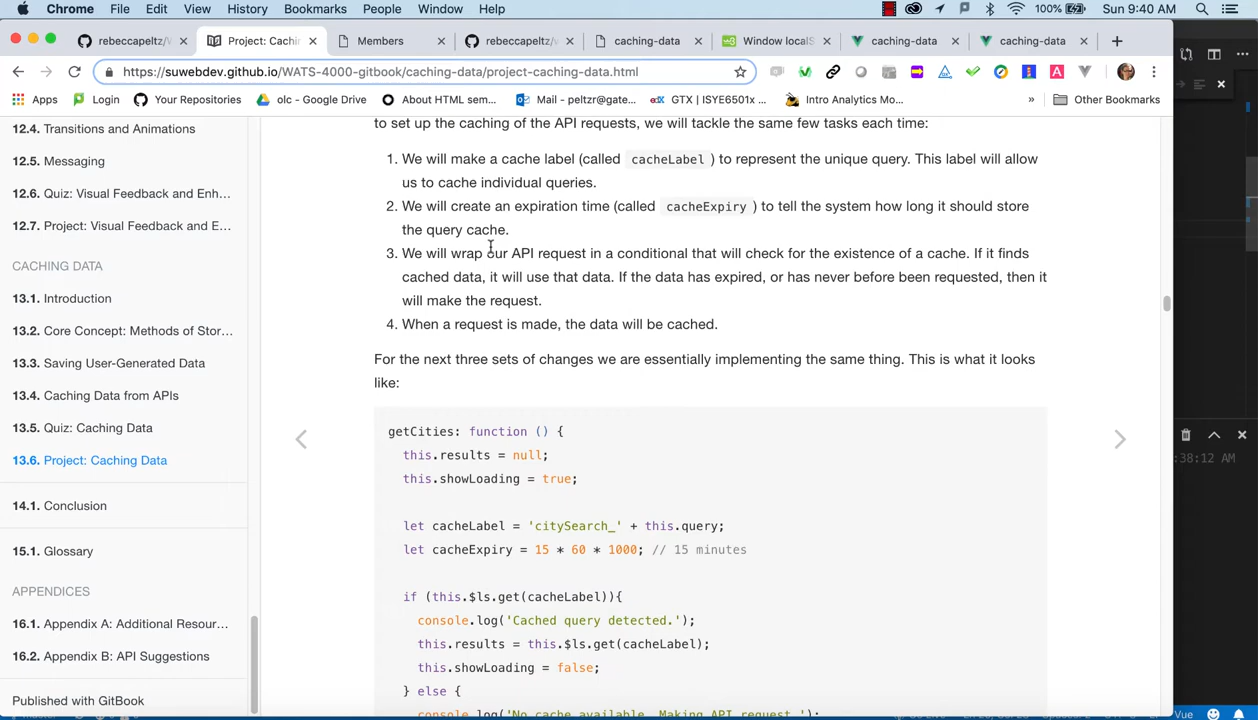 Chrome File Edit View History Bookmarks People Window Help 100% Sun 9:40 AM
rebeccapeltz/W × Project: Cachi × Members × rebeccapeltz/v × caching-data × Window localS × caching-data × caching-data × +
https://suwebdev.github.io/WATS-4000-gitbook/caching-data/project-caching-data.html
Apps Login Your Repositories olc - Google Drive About HTML sem... Mail - peltzr@gate... GTX | ISYE6501x ... Intro Analytics Mo... » Other Bookmarks
12.4. Transitions and Animations
12.5. Messaging
12.6. Quiz: Visual Feedback and Enh...
12.7. Project: Visual Feedback and E...
CACHING DATA
13.1. Introduction
13.2. Core Concept: Methods of Stor...
13.3. Saving User-Generated Data
13.4. Caching Data from APIs
13.5. Quiz: Caching Data
13.6. Project: Caching Data
14.1. Conclusion
15.1. Glossary
APPENDICES
16.1. Appendix A: Additional Resour...
16.2. Appendix B: API Suggestions
Published with GitBook
to set up the caching of the API requests, we will tackle the same few tasks each time:
1. We will make a cache label (called cacheLabel ) to represent the unique query. This label will allow
us to cache individual queries.
2. We will create an expiration time (called cacheExpiry ) to tell the system how long it should store
the query cache.
3. We will wrap our API request in a conditional that will check for the existence of a cache. If it finds
cached data, it will use that data. If the data has expired, or has never before been requested, then it
will make the request.
4. When a request is made, the data will be cached.
For the next three sets of changes we are essentially implementing the same thing. This is what it looks
like:
getCities: function () {
this.results = null;
this.showLoading = true;
let cacheLabel = 'citySearch_' + this.query;
let cacheExpiry = 15 * 60 * 1000; // 15 minutes
if (this.$ls.get(cacheLabel)){
console.log('Cached query detected.');
this.results = this.$ls.get(cacheLabel);
this.showLoading = false;
} else {
console.log('No cache available. Making API request.');
:38:12 AM
Vue